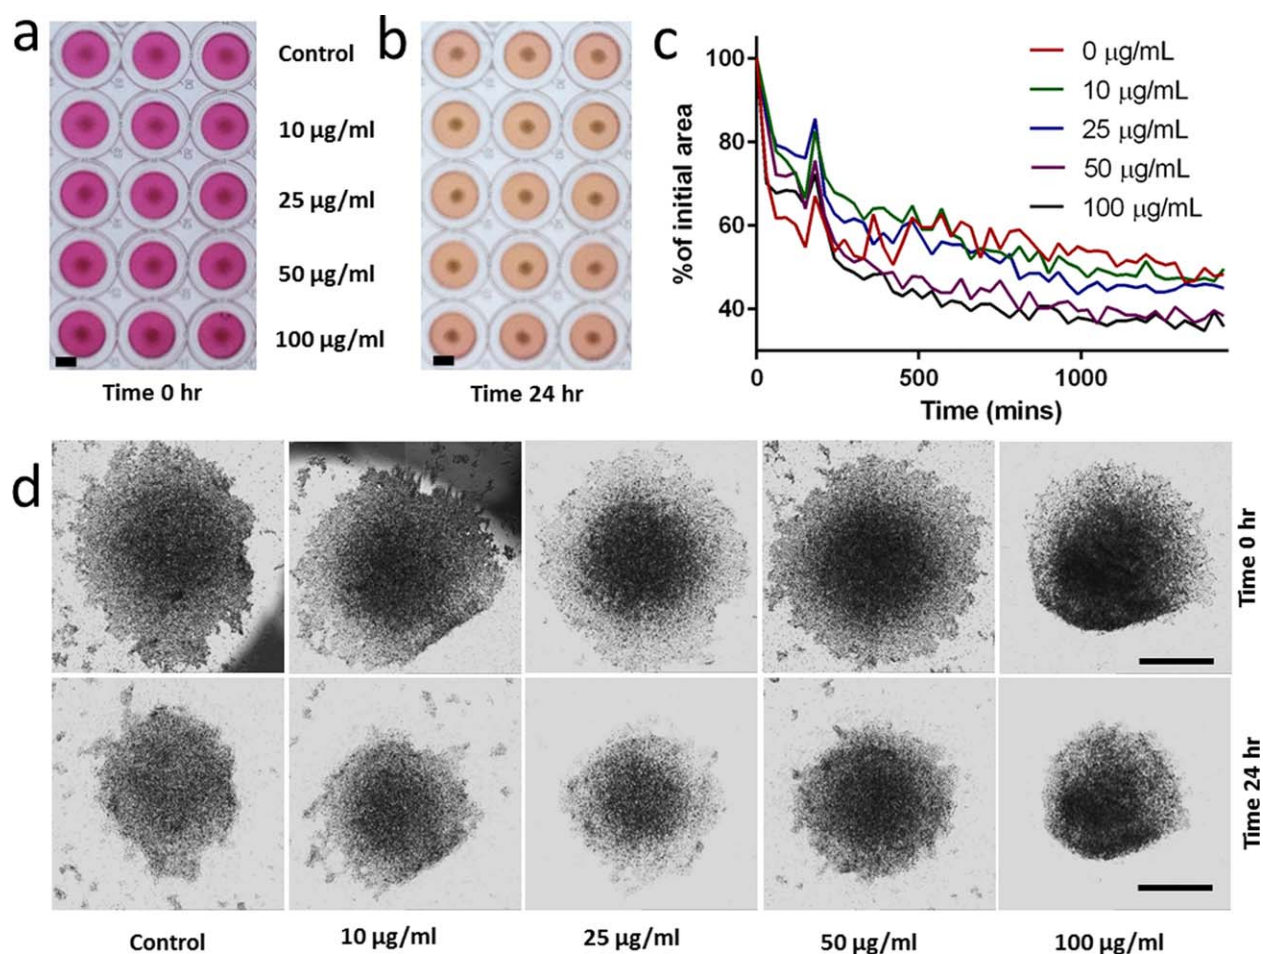 a
b
c
Control
10 µg/ml
25 µg/ml
50 µg/ml
100 µg/ml
Time 0 hr
Time 24 hr
% of initial area
100
80
60
40
0
500
1000
Time (mins)
0 µg/mL
10 µg/mL
25 µg/mL
50 µg/mL
100 µg/mL
d
Time 0 hr
Time 24 hr
Control
10 µg/ml
25 µg/ml
50 µg/ml
100 µg/ml